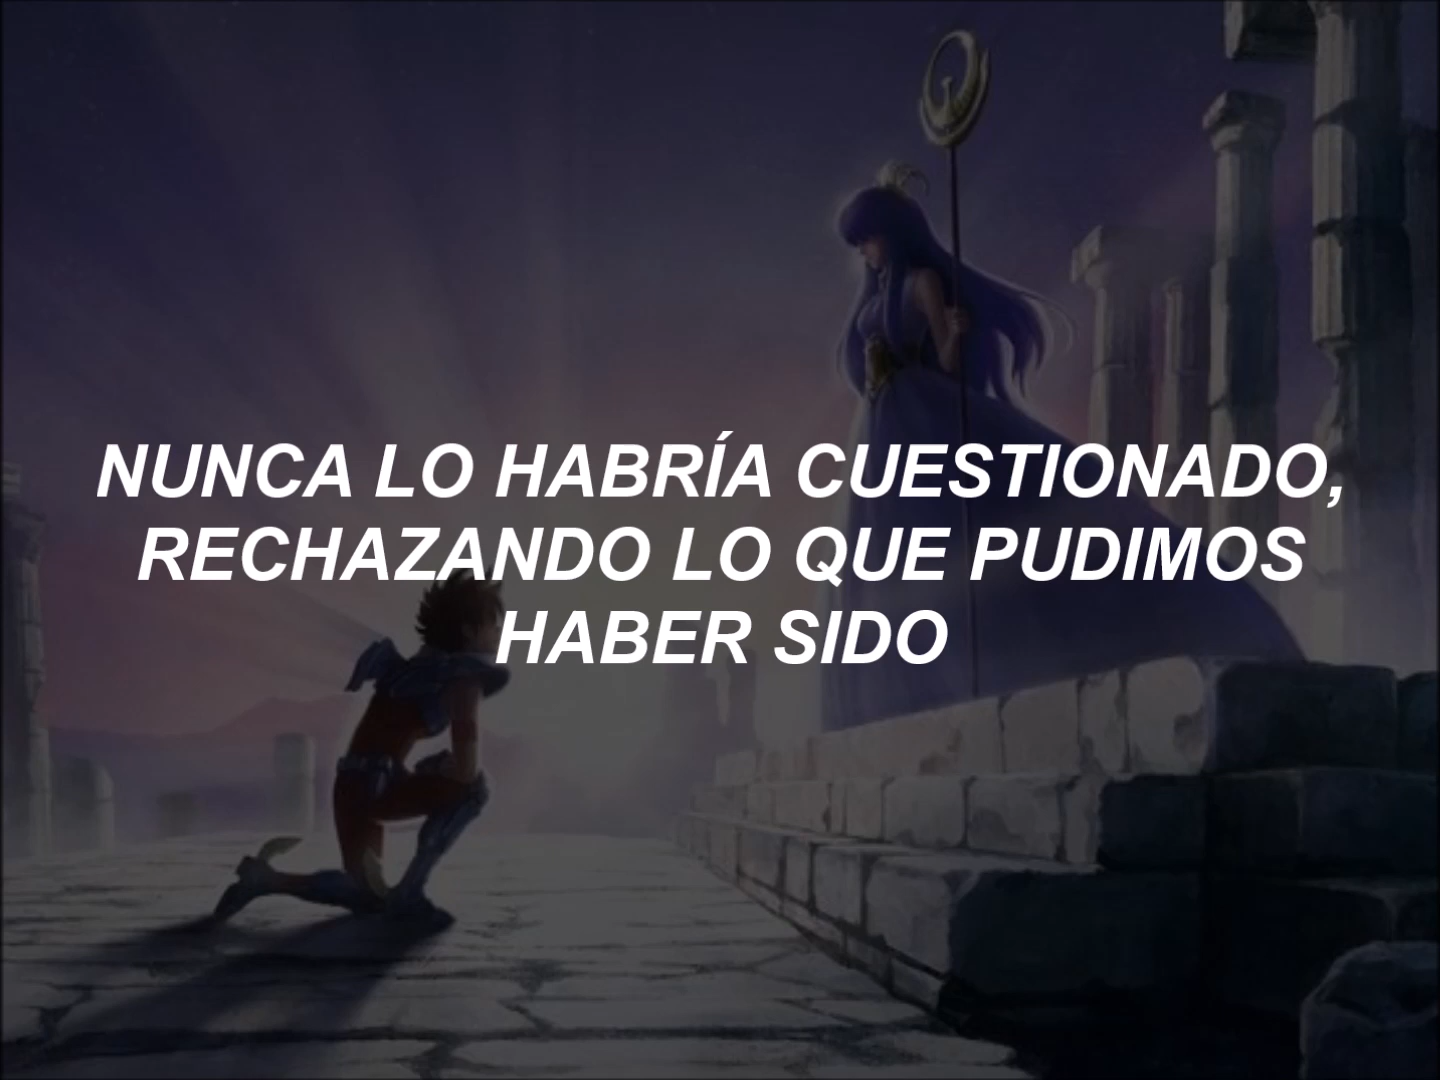 NUNCA LO HABRÍA CUESTIONADO,
RECHAZANDO LO QUE PUDIMOS
HABER SIDO